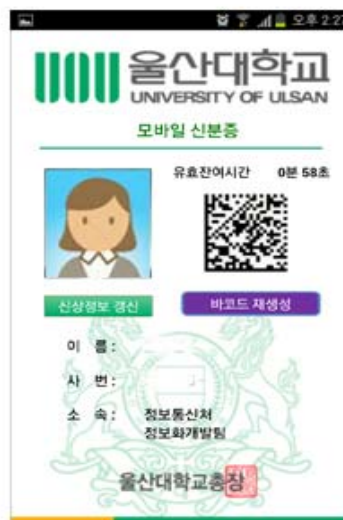 오후 2:27
울산대학교
UNIVERSITY OF ULSAN
모바일 신분증
유효잔여시간 0분 58초
신상정보 갱신
바코드 재생성
이 름 :
사 번 :
소 속 : 정보통신처
정보화개발팀
울산대학교총장